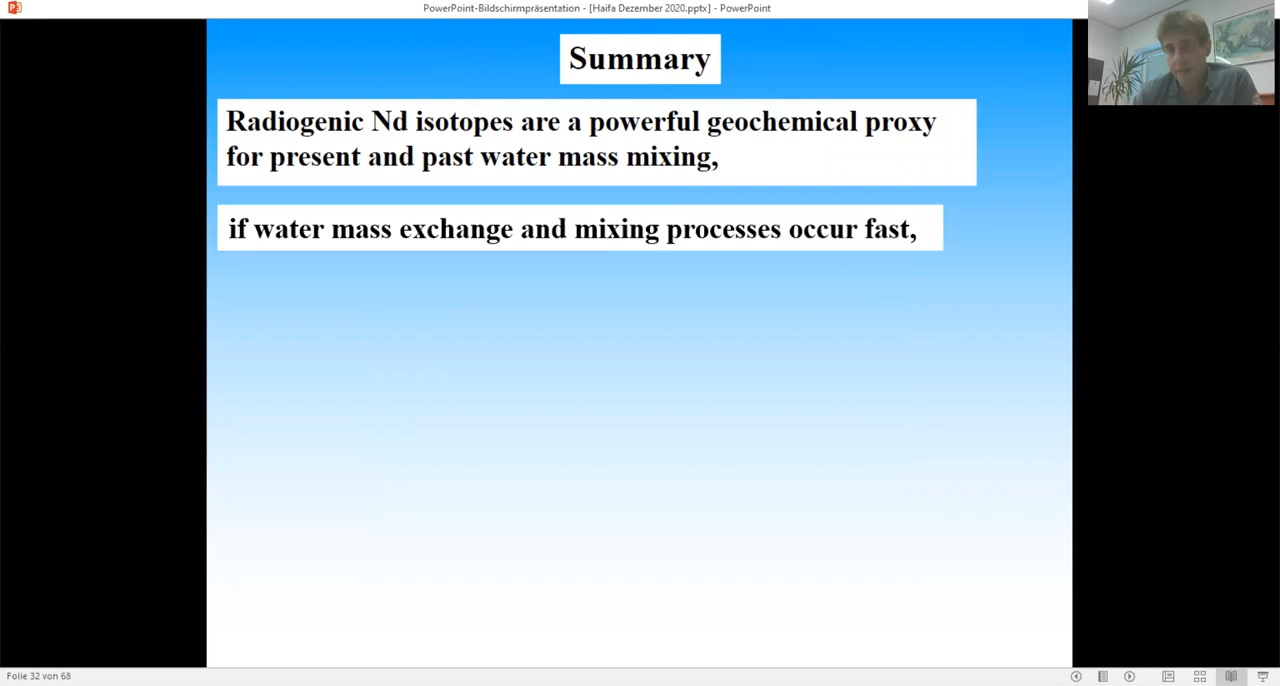 PowerPoint-Bildschirmpräsentation - [Haifa Dezember 2020.pptx] - PowerPoint
Summary
Radiogenic Nd isotopes are a powerful geochemical proxy
for present and past water mass mixing,
if water mass exchange and mixing processes occur fast,
Folie 32 von 68